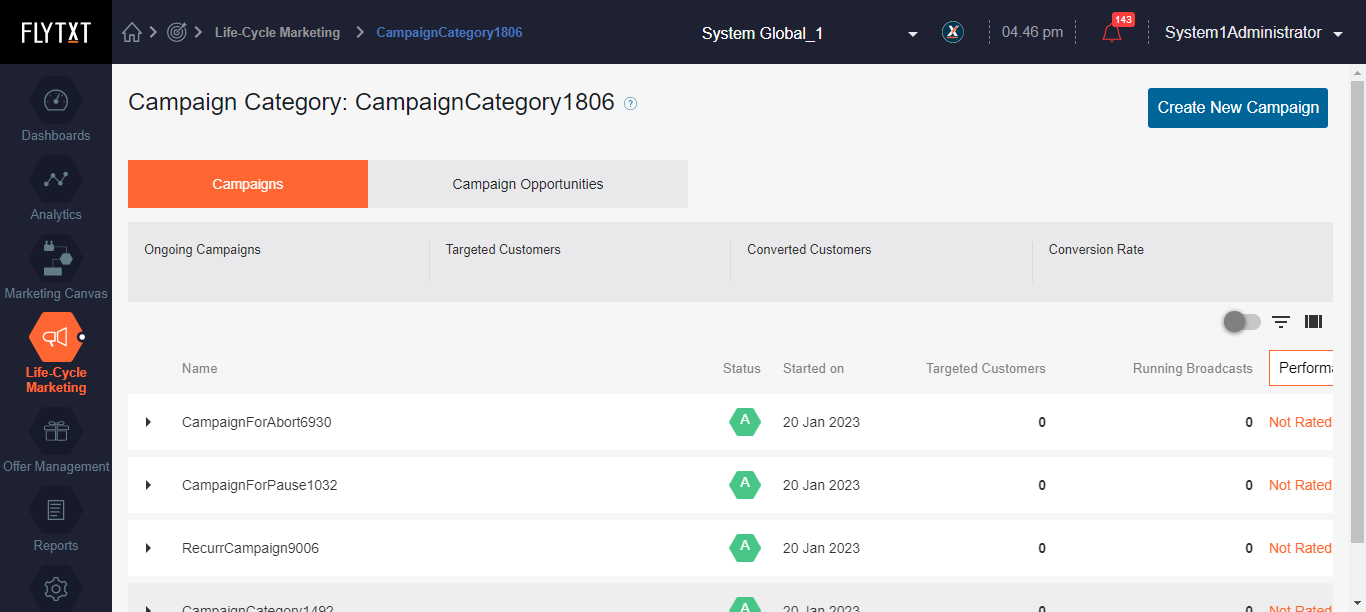 FLYTXT
Life-Cycle Marketing
CampaignCategory1806
System Global_1
X
04.46 pm
143
System1Administrator
Dashboards
Analytics
Marketing Canvas
Life-Cycle
Marketing
Offer Management
Reports
Campaign Category: CampaignCategory1806 ?
Create New Campaign
Campaigns
Campaign Opportunities
Ongoing Campaigns
Targeted Customers
Converted Customers
Conversion Rate
Name
Status
Started on
Targeted Customers
Running Broadcasts
Performa
CampaignForAbort6930 A 20 Jan 2023 0 0 Not Rated
CampaignForPause1032 A 20 Jan 2023 0 0 Not Rated
RecurrCampaign9006 A 20 Jan 2023 0 0 Not Rated
CampaignCategory1492 A 20 Jan 2023 0 0 Not Rated